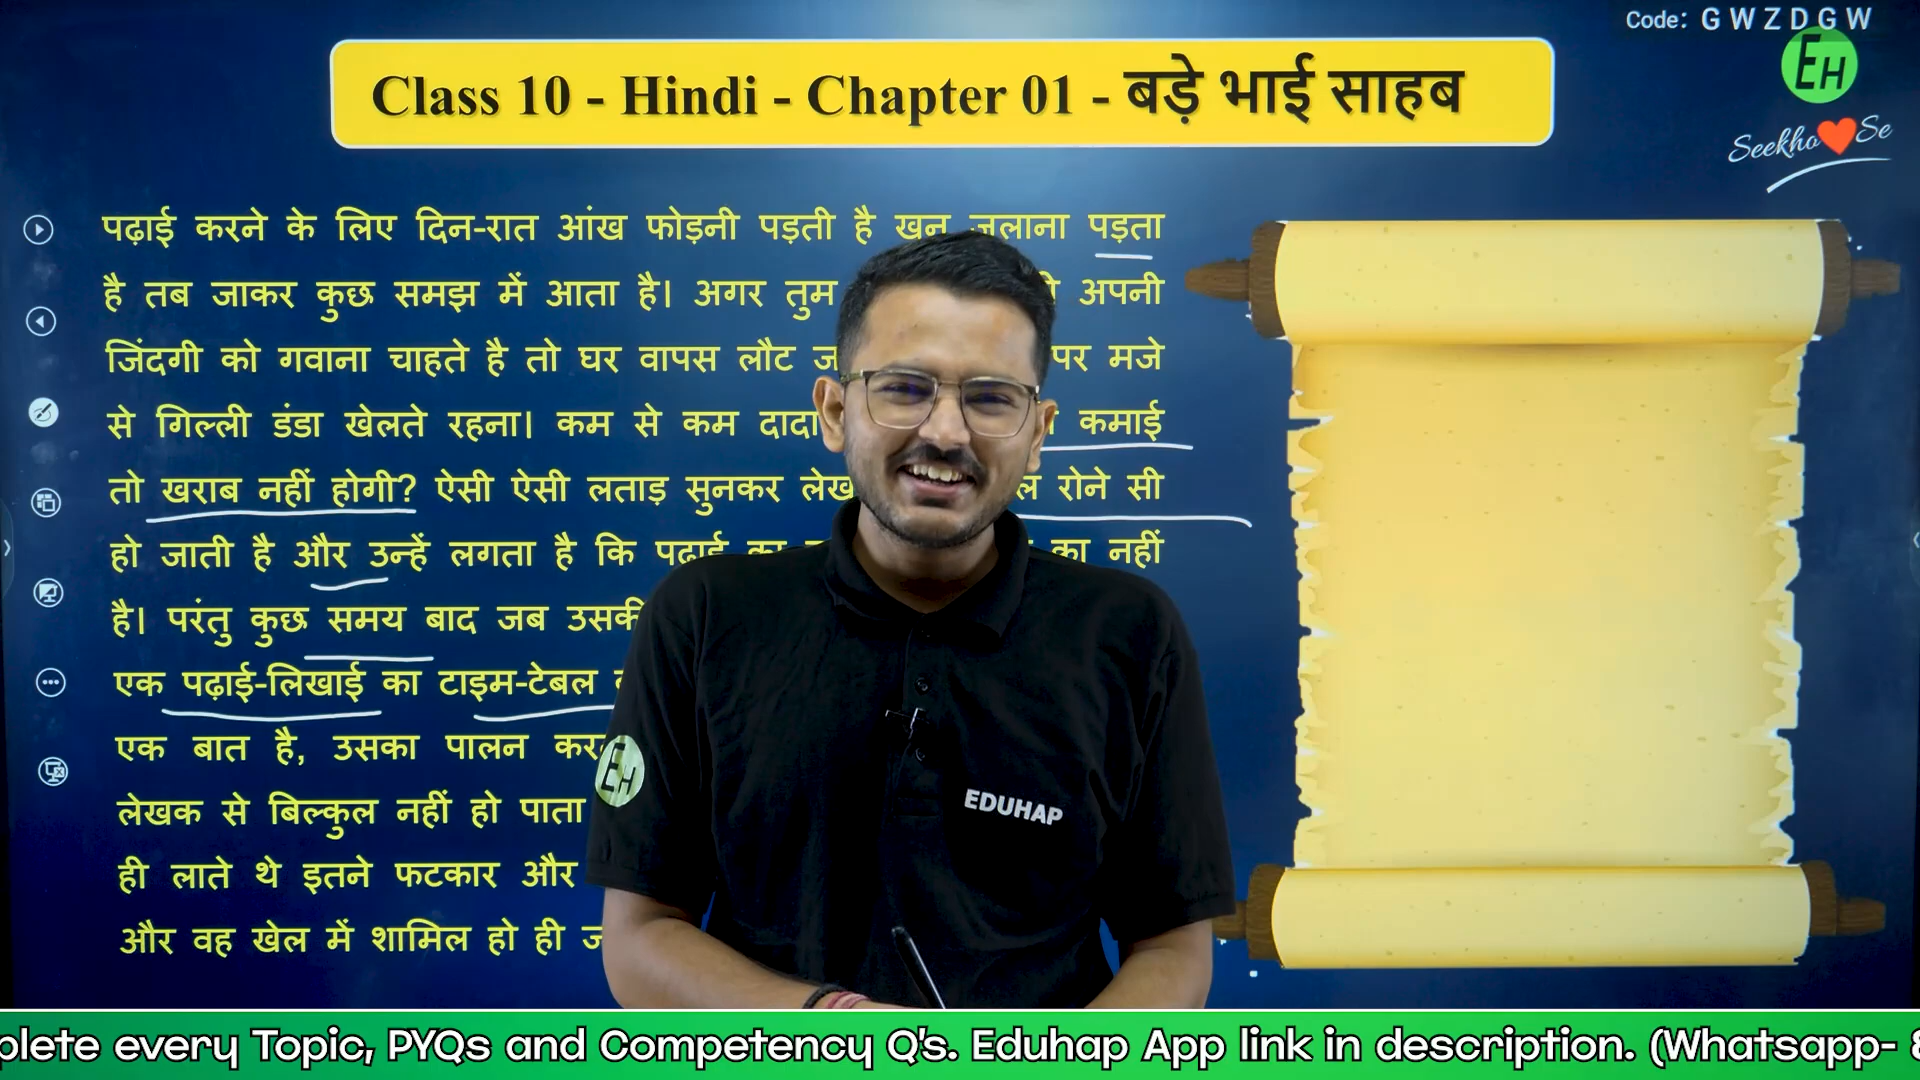 Code: G W Z D G W
EH
Seekho ❤ Se
Class 10 - Hindi - Chapter 01 - बड़े भाई साहब
पढ़ाई करने के लिए दिन-रात आंख फोड़नी पड़ती है खून जलाना पड़ता
है तब जाकर कुछ समझ में आता है। अगर तुम अपनी
जिंदगी को गवाना चाहते है तो घर वापस लौट पर मजे
से गिल्ली डंडा खेलते रहना। कम से कम दादा कमाई
तो खराब नहीं होगी? ऐसी ऐसी लताड़ सुनकर रोने सी
हो जाती है और उन्हें लगता है कि पढ़ाई का का नहीं
है। परंतु कुछ समय बाद जब उसकी
एक पढ़ाई-लिखाई का टाइम-टेबल
एक बात है, उसका पालन
लेखक से बिल्कुल नहीं हो पाता
ही लाते थे इतने फटकार और
और वह खेल में शामिल हो ही
EH
EDUHAP
every Topic, PYQs and Competency Q's. Eduhap App link in description. (Whatsapp-